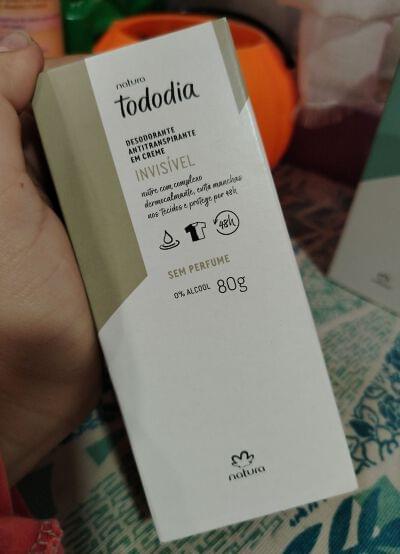 natura
tododia
DESODORANTE
ANTITRANSPIRANTE
EM CREME
INVISÍVEL
nutre com complexo
dermocalmante, evita manchas
nos tecidos e protege por 48h
48h
SEM PERFUME
0% ALCOOL 80g
natura
natura